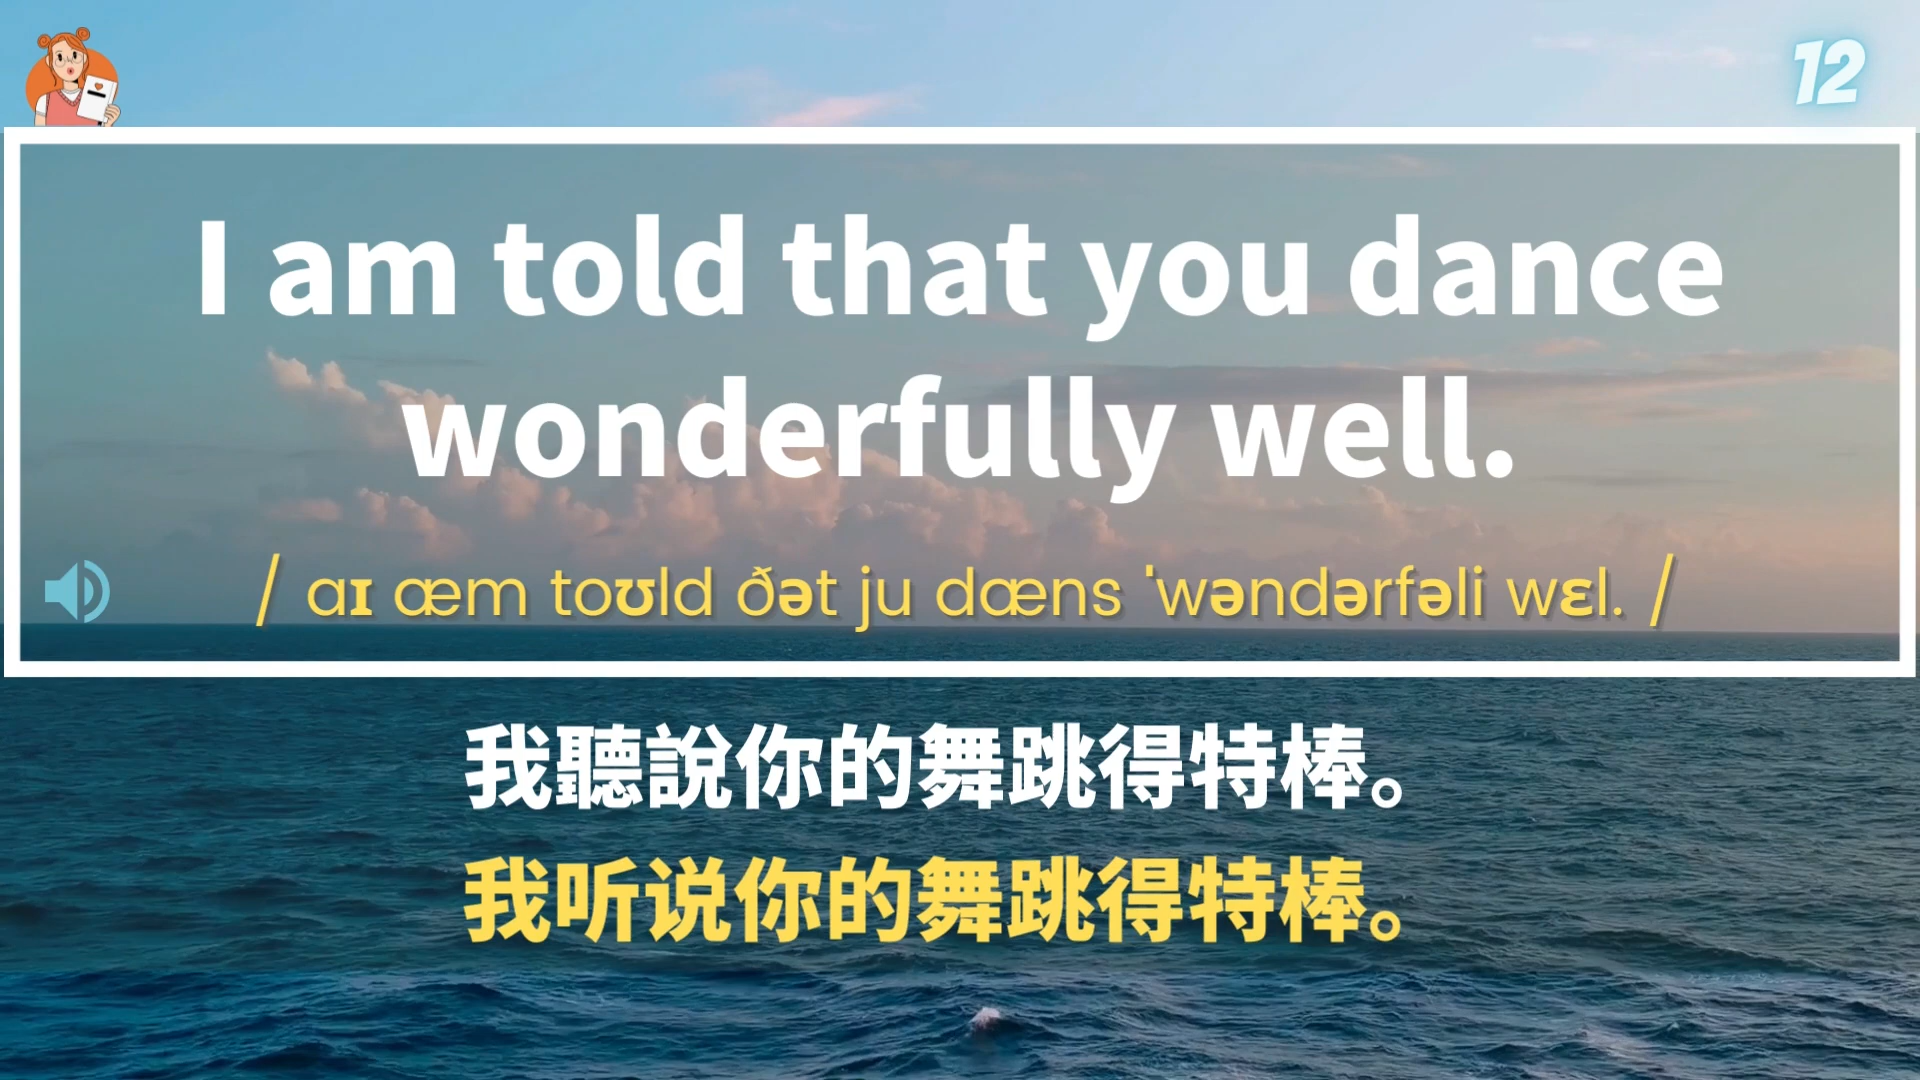 12
I am told that you dance
wonderfully well.
/ aɪ æm toʊld ðət ju dæns ˈwəndərfəli wɛl. /
我聽說你的舞跳得特棒。
我听说你的舞跳得特棒。